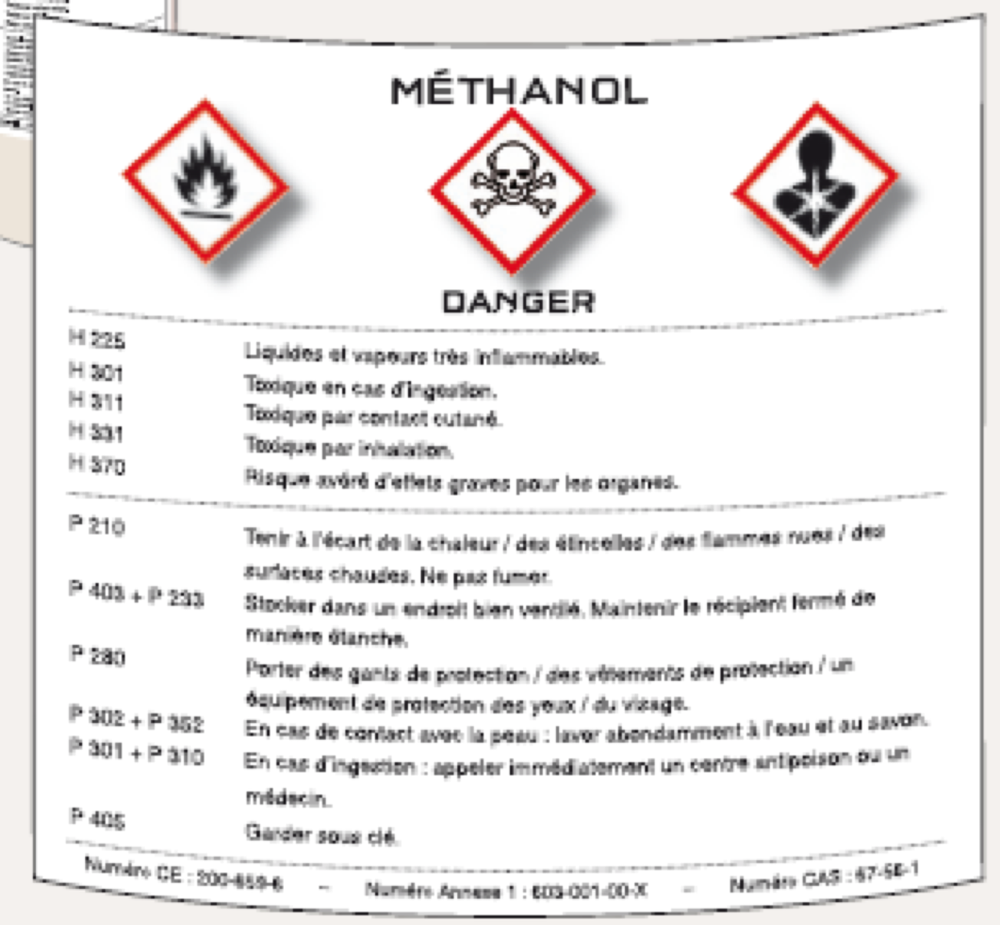 MÉTHANOL
DANGER
H 225 Liquides et vapeurs très inflammables.
H 301 Toxique en cas d'ingestion.
H 311 Toxique par contact cutané.
H 331 Toxique par inhalation.
H 370 Risque avéré d'effets graves pour les organes.
P 210 Tenir à l'écart de la chaleur / des étincelles / des flammes nues / des
surfaces chaudes. Ne pas fumer.
P 403 + P 233 Stocker dans un endroit bien ventilé. Maintenir le récipient fermé de
manière étanche.
P 280 Porter des gants de protection / des vêtements de protection / un
équipement de protection des yeux / du visage.
P 302 + P 352 En cas de contact avec la peau : laver abondamment à l'eau et au savon.
P 301 + P 310 En cas d'ingestion : appeler immédiatement un centre antipoison ou un
médecin.
P 405 Garder sous clé.
Numéro CE : 200-659-6 – Numéro Annexe 1 : 603-001-00-X – Numéro CAS : 67-56-1